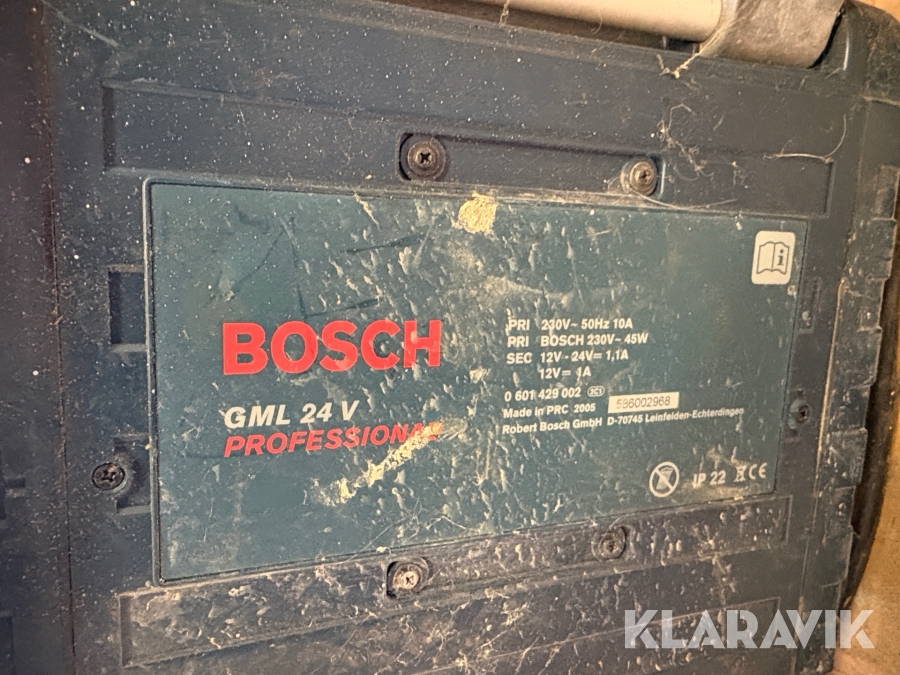 BOSCH
GML 24 V
PROFESSIONAL
PRI 230V~ 50Hz 10A
PRI BOSCH 230V~ 45W
SEC 12V - 24V= 1,1A
12V= 1A
0 601 429 002 2C1
Made in PRC 2005 586002968
Robert Bosch GmbH D-70745 Leinfelden-Echterdingen
IP 22 CE
KLARAVIK